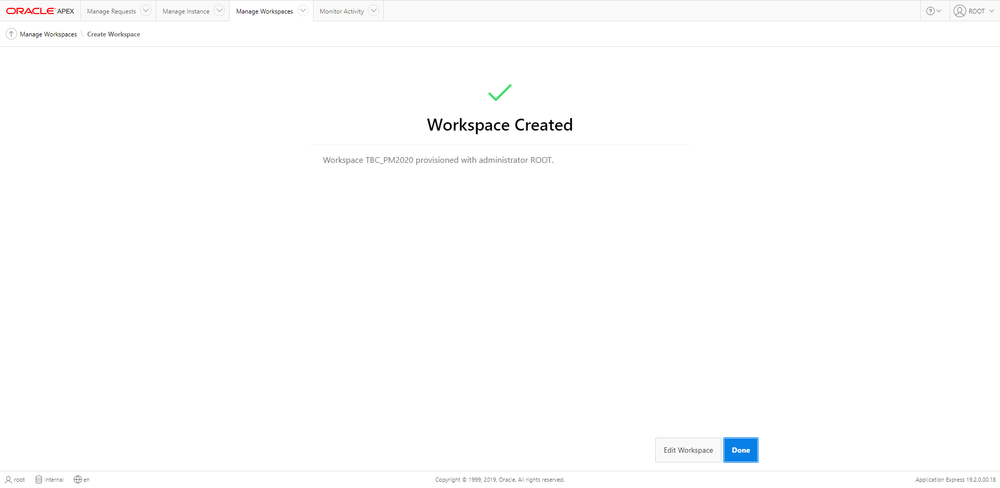 ORACLE APEX Manage Requests Manage Instance Manage Workspaces Monitor Activity ? ROOT
Manage Workspaces \ Create Workspace
Workspace Created
Workspace TBC_PM2020 provisioned with administrator ROOT.
Edit Workspace Done
root internal en Copyright © 1999, 2019, Oracle. All rights reserved. Application Express 19.2.0.00.18